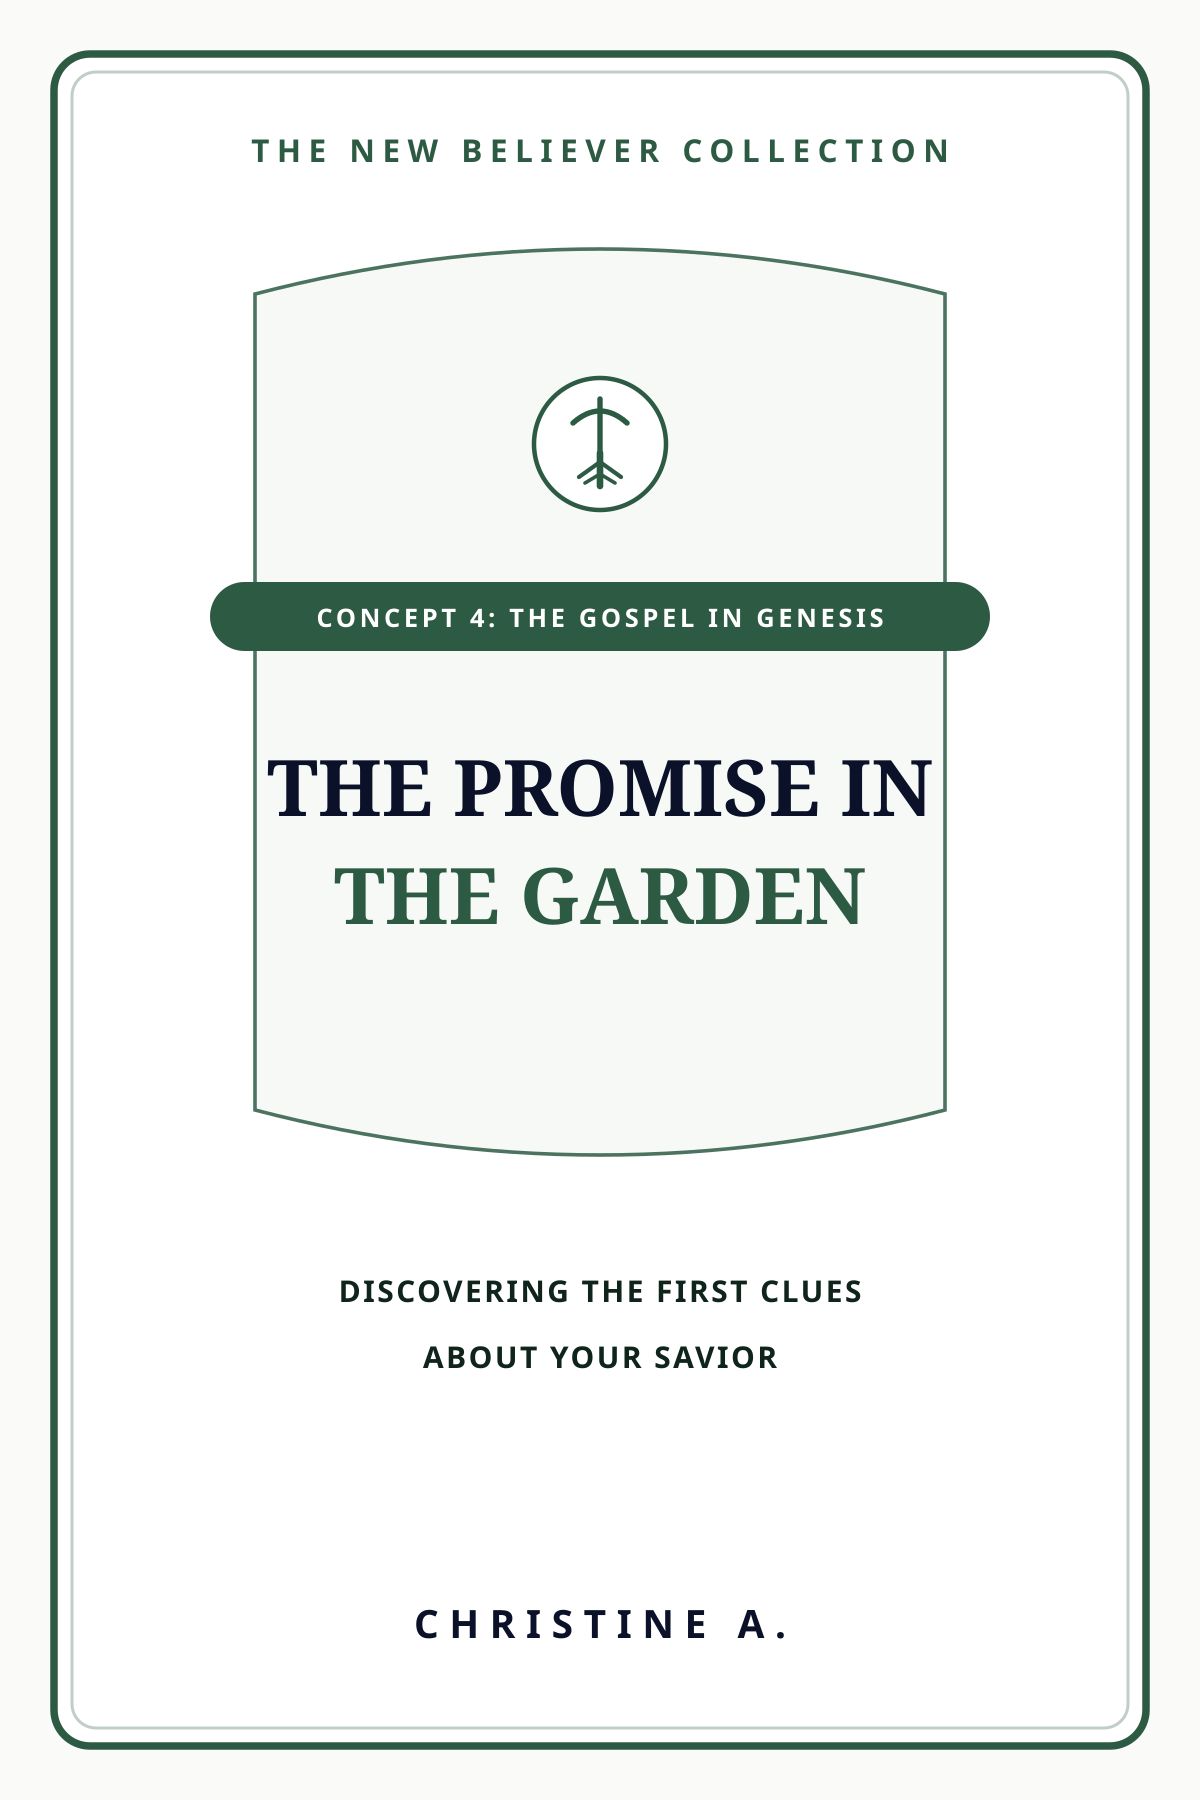 THE NEW BELIEVER COLLECTION
CONCEPT 4: THE GOSPEL IN GENESIS
THE PROMISE IN
THE GARDEN
DISCOVERING THE FIRST CLUES
ABOUT YOUR SAVIOR
CHRISTINE A.